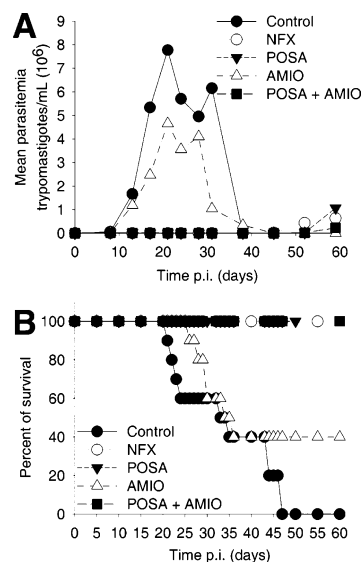 A
Mean parasitemia
trypomastigotes/mL (10⁶)
9
8
7
6
5
4
3
2
1
0
Control
NFX
POSA
AMIO
POSA + AMIO
0 10 20 30 40 50 60
Time p.i. (days)
B
Percent of survival
100
80
60
40
20
0
Control
NFX
POSA
AMIO
POSA + AMIO
0 5 10 15 20 25 30 35 40 45 50 55 60
Time p.i. (days)